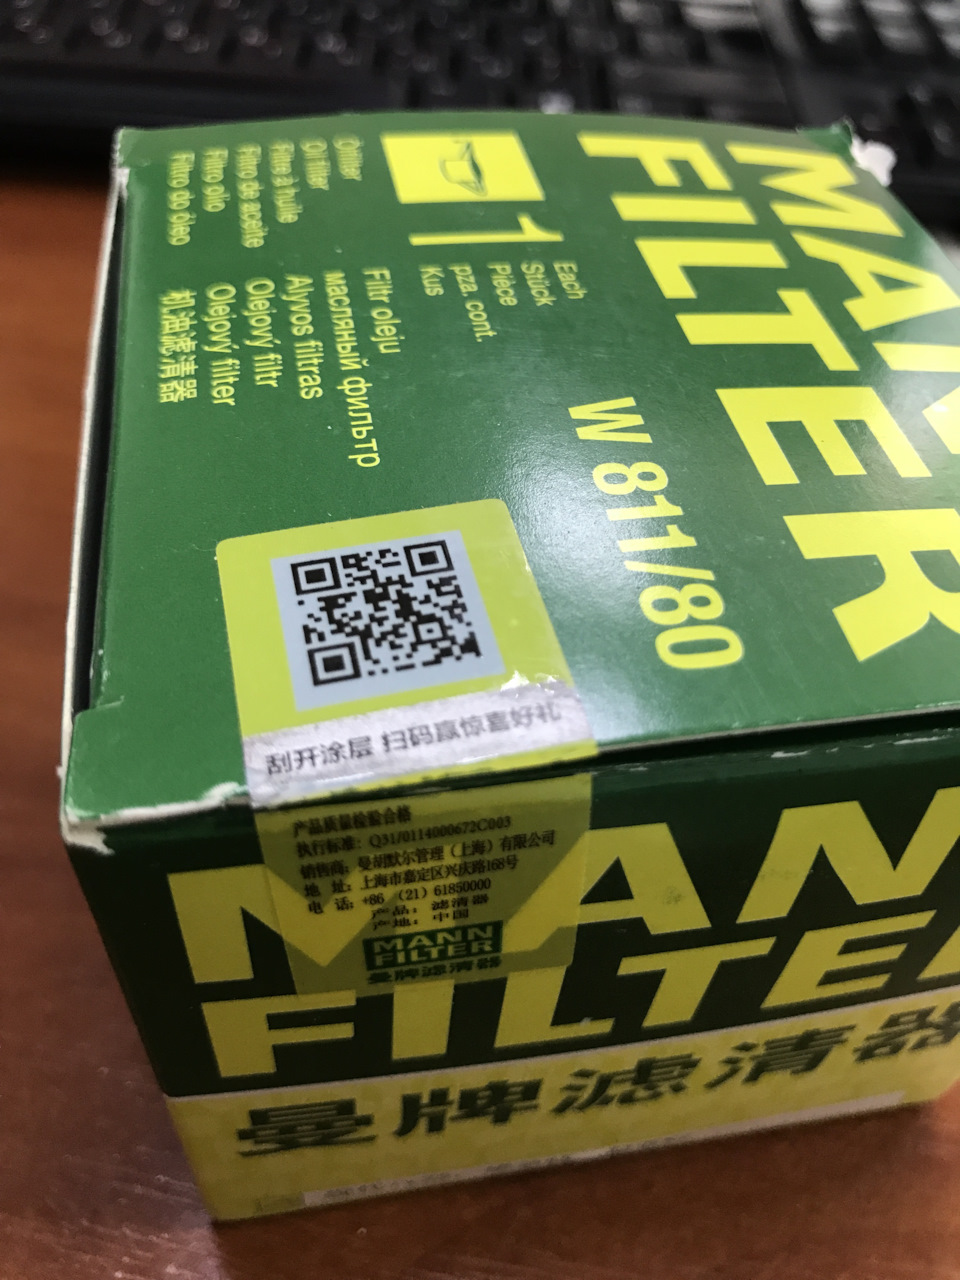 MANN
FILTER
W 811/80
1
Each
Stück
Pièce
pza. cont.
Kus
Ölfilter
Oil filter
Filtre à huile
Filtro de aceite
Filtro olio
Filtro de óleo
Filtr oleju
масляный фильтр
Alyvos filtras
Olejový filtr
Olejový filter
机油滤清器
刮开涂层 扫码赢惊喜好礼
产品质量检验合格
执行标准：Q31/0114000672C003
销售商：曼胡默尔管理（上海）有限公司
地 址：上海市嘉定区兴庆路168号
电 话：+86 （21）61850000
产品：滤清器
产地：中国
MANN
FILTER
曼牌滤清器
MANN
FILTER
曼牌滤清器